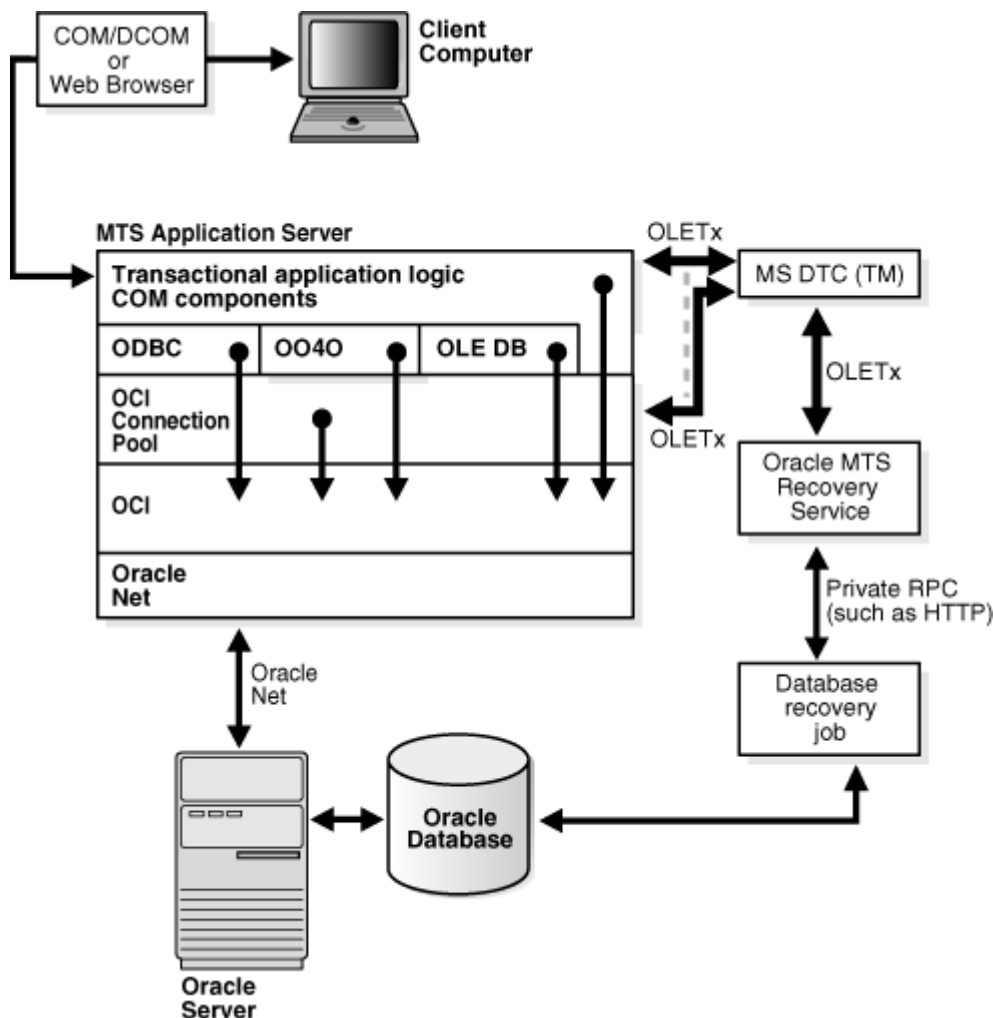 COM/DCOM
or
Web Browser
Client
Computer
MTS Application Server
OLETx
Transactional application logic
COM components
MS DTC (TM)
ODBC
OO4O
OLE DB
OLETx
OCI
Connection
Pool
OLETx
Oracle MTS
Recovery
Service
OCI
Oracle
Net
Private RPC
(such as HTTP)
Oracle
Net
Database
recovery
job
Oracle
Database
Oracle
Server